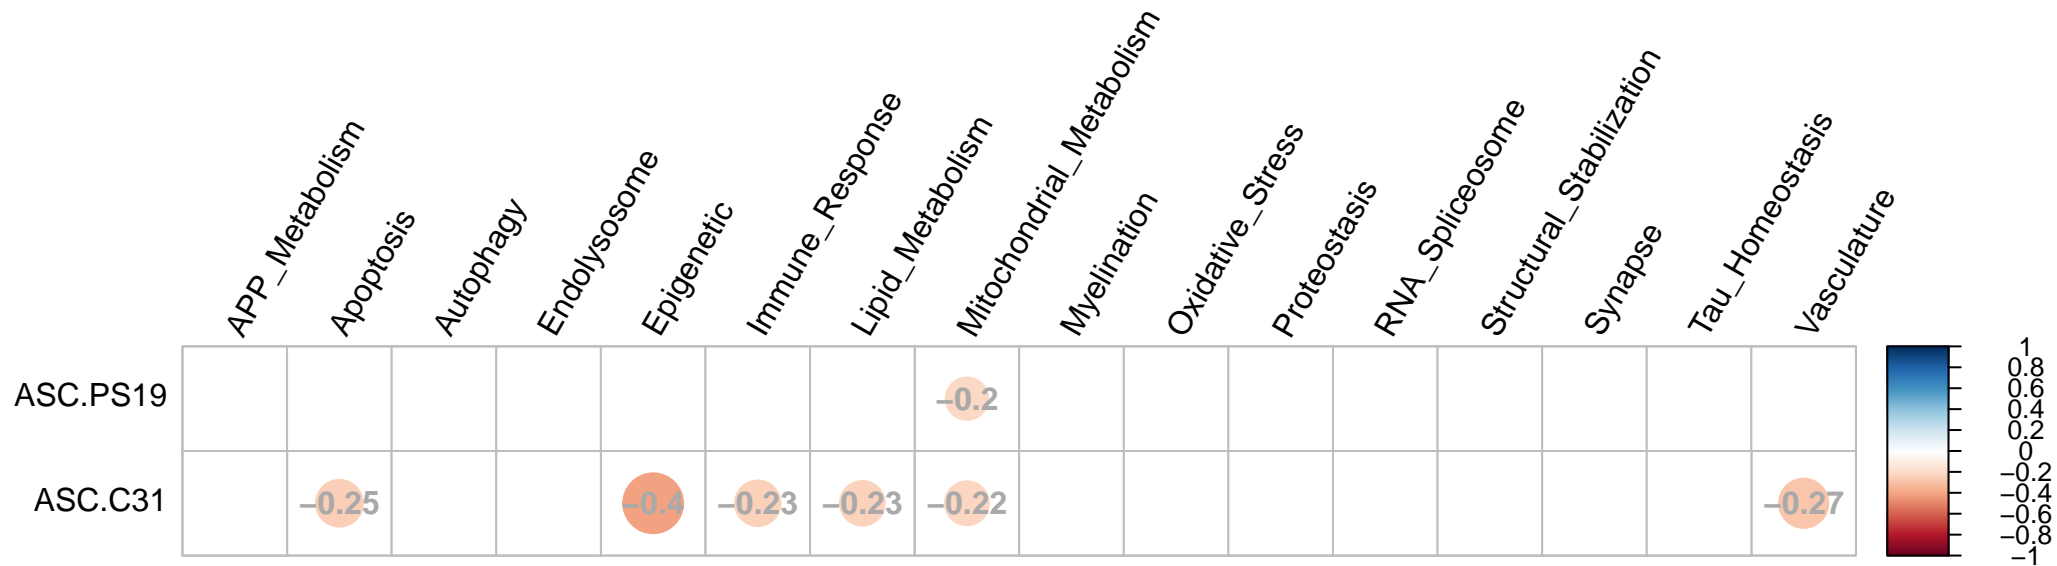 APP_Metabolism
Apoptosis
Autophagy
Endolysosome
Epigenetic
Immune_Response
Lipid_Metabolism
Mitochondrial_Metabolism
Myelination
Oxidative_Stress
Proteostasis
RNA_Spliceosome
Structural_Stabilization
Synapse
Tau_Homeostasis
Vasculature
ASC.PS19
−0.2
ASC.C31
−0.25
−0.4
−0.23
−0.23
−0.22
−0.27
1
0.8
0.6
0.4
0.2
0
−0.2
−0.4
−0.6
−0.8
−1